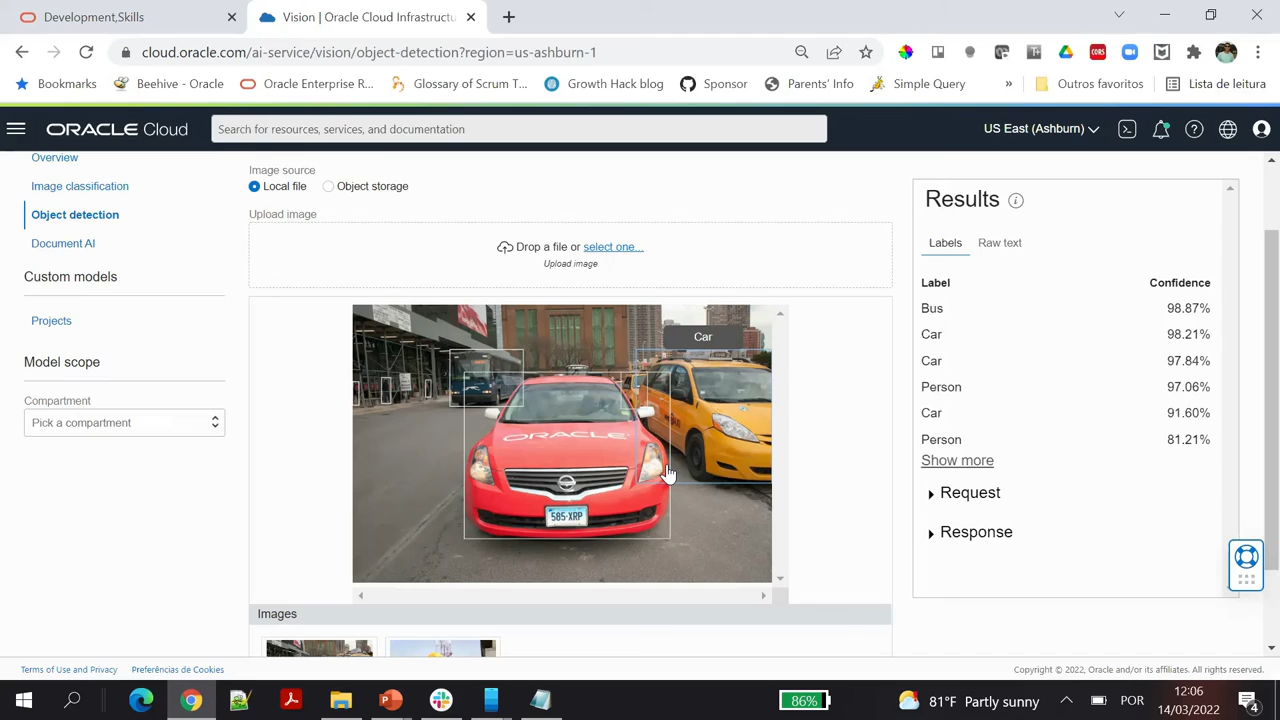 Development,Skills
Vision | Oracle Cloud Infrastructu
cloud.oracle.com/ai-service/vision/object-detection?region=us-ashburn-1
Bookmarks
Beehive - Oracle
Oracle Enterprise R...
Glossary of Scrum T...
Growth Hack blog
Sponsor
Parents' Info
Simple Query
»
Outros favoritos
Lista de leitura
ORACLE Cloud
Search for resources, services, and documentation
US East (Ashburn)
Overview
Image classification
Object detection
Document AI
Custom models
Projects
Model scope
Compartment
Pick a compartment
Image source
Local file
Object storage
Upload image
Drop a file or select one...
Upload image
Car
ORACLE
585·XRP
Images
Results
Labels
Raw text
Label Confidence
Bus 98.87%
Car 98.21%
Car 97.84%
Person 97.06%
Car 91.60%
Person 81.21%
Show more
Request
Response
Terms of Use and Privacy
Preferências de Cookies
Copyright © 2022, Oracle and/or its affiliates. All rights reserved.
86%
81°F Partly sunny
POR
12:06
14/03/2022
4